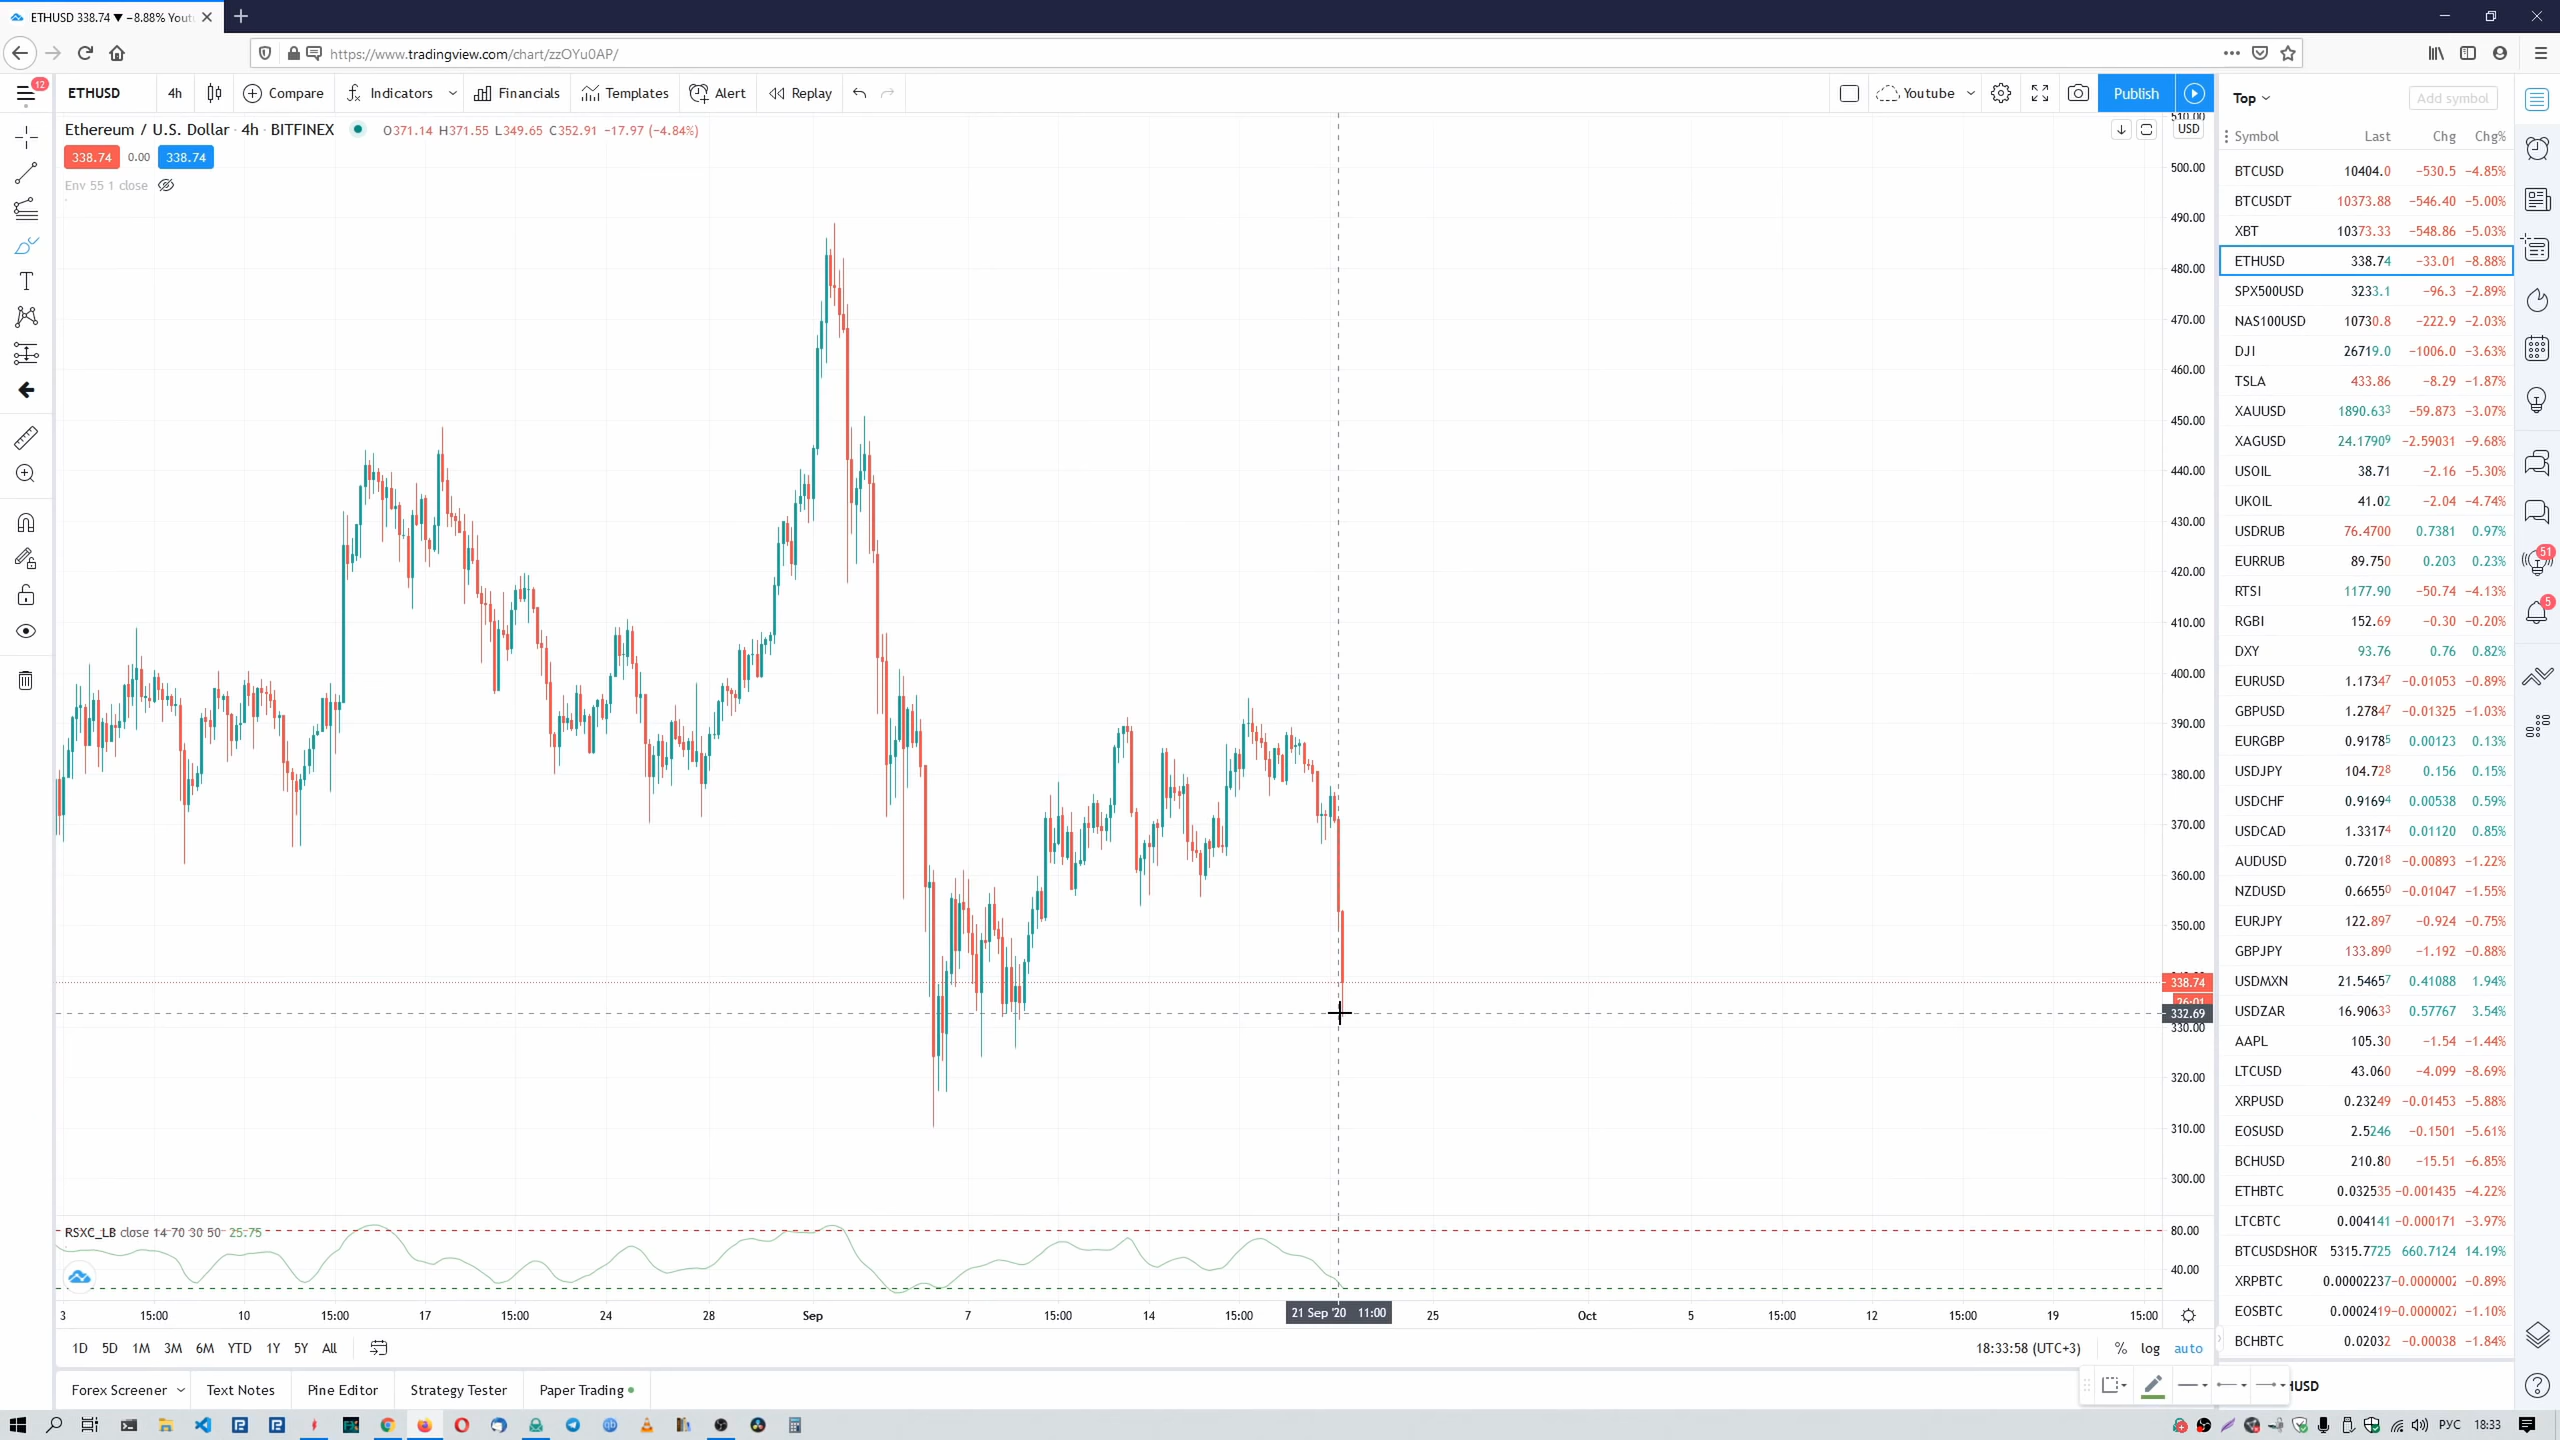 ETHUSD 338.74 ▼ −8.88% Yout
https://www.tradingview.com/chart/zzOYu0AP/
12
ETHUSD 4h Compare Indicators Financials Templates Alert Replay Youtube Publish
Ethereum / U.S. Dollar · 4h · BITFINEX O371.14 H371.55 L349.65 C352.91 −17.97 (−4.84%)
338.74 0.00 338.74
Env 55 1 close
USD
510.00
500.00
490.00
480.00
470.00
460.00
450.00
440.00
430.00
420.00
410.00
400.00
390.00
380.00
370.00
360.00
350.00
338.74
26:01
332.69
330.00
320.00
310.00
300.00
RSXC_LB close 14 70 30 50 25.75
80.00
40.00
3 15:00 10 15:00 17 15:00 24 28 Sep 7 15:00 14 15:00 21 Sep '20 11:00 25 Oct 5 15:00 12 15:00 19 15:00
1D 5D 1M 3M 6M YTD 1Y 5Y All 18:33:58 (UTC+3) % log auto
Forex Screener Text Notes Pine Editor Strategy Tester Paper Trading
Top Add symbol
Symbol Last Chg Chg%
BTCUSD 10404.0 −530.5 −4.85%
BTCUSDT 10373.88 −546.40 −5.00%
XBT 10373.33 −548.86 −5.03%
ETHUSD 338.74 −33.01 −8.88%
SPX500USD 3233.1 −96.3 −2.89%
NAS100USD 10730.8 −222.9 −2.03%
DJI 26719.0 −1006.0 −3.63%
TSLA 433.86 −8.29 −1.87%
XAUUSD 1890.633 −59.873 −3.07%
XAGUSD 24.17909 −2.59031 −9.68%
USOIL 38.71 −2.16 −5.30%
UKOIL 41.02 −2.04 −4.74%
USDRUB 76.4700 0.7381 0.97%
EURRUB 89.750 0.203 0.23%
RTSI 1177.90 −50.74 −4.13%
RGBI 152.69 −0.30 −0.20%
DXY 93.76 0.76 0.82%
EURUSD 1.17347 −0.01053 −0.89%
GBPUSD 1.27847 −0.01325 −1.03%
EURGBP 0.91785 0.00123 0.13%
USDJPY 104.728 0.156 0.15%
USDCHF 0.91694 0.00538 0.59%
USDCAD 1.33174 0.01120 0.85%
AUDUSD 0.72018 −0.00893 −1.22%
NZDUSD 0.66550 −0.01047 −1.55%
EURJPY 122.897 −0.924 −0.75%
GBPJPY 133.890 −1.192 −0.88%
USDMXN 21.54657 0.41088 1.94%
USDZAR 16.90633 0.57767 3.54%
AAPL 105.30 −1.54 −1.44%
LTCUSD 43.060 −4.099 −8.69%
XRPUSD 0.23249 −0.01453 −5.88%
EOSUSD 2.5246 −0.1501 −5.61%
BCHUSD 210.80 −15.51 −6.85%
ETHBTC 0.032535 −0.001435 −4.22%
LTCBTC 0.004141 −0.000171 −3.97%
BTCUSDSHOR 5315.7725 660.7124 14.19%
XRPBTC 0.00002237 −0.0000002 −0.89%
EOSBTC 0.0002419 −0.0000027 −1.10%
BCHBTC 0.02032 −0.00038 −1.84%
HUSD
51
5
РУС 18:33